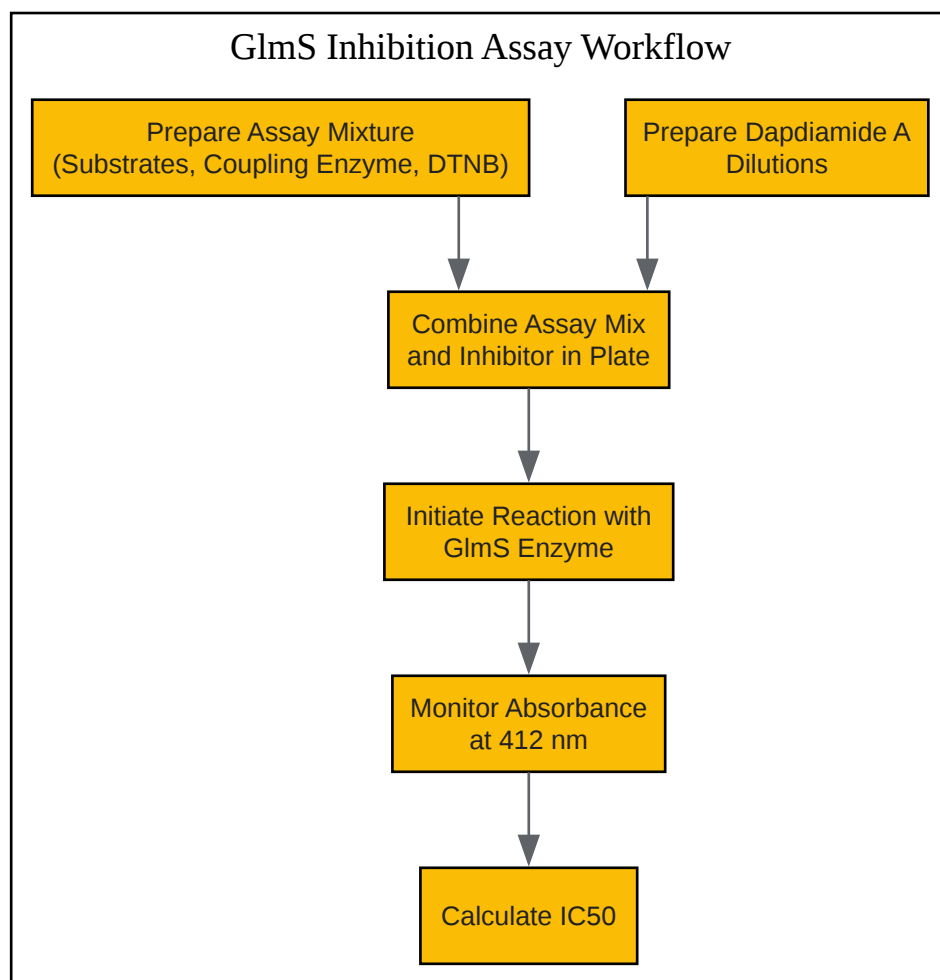 GlmS Inhibition Assay Workflow
Prepare Assay Mixture
(Substrates, Coupling Enzyme, DTNB)
Prepare Dapdiamide A
Dilutions
Combine Assay Mix
and Inhibitor in Plate
Initiate Reaction with
GlmS Enzyme
Monitor Absorbance
at 412 nm
Calculate IC50